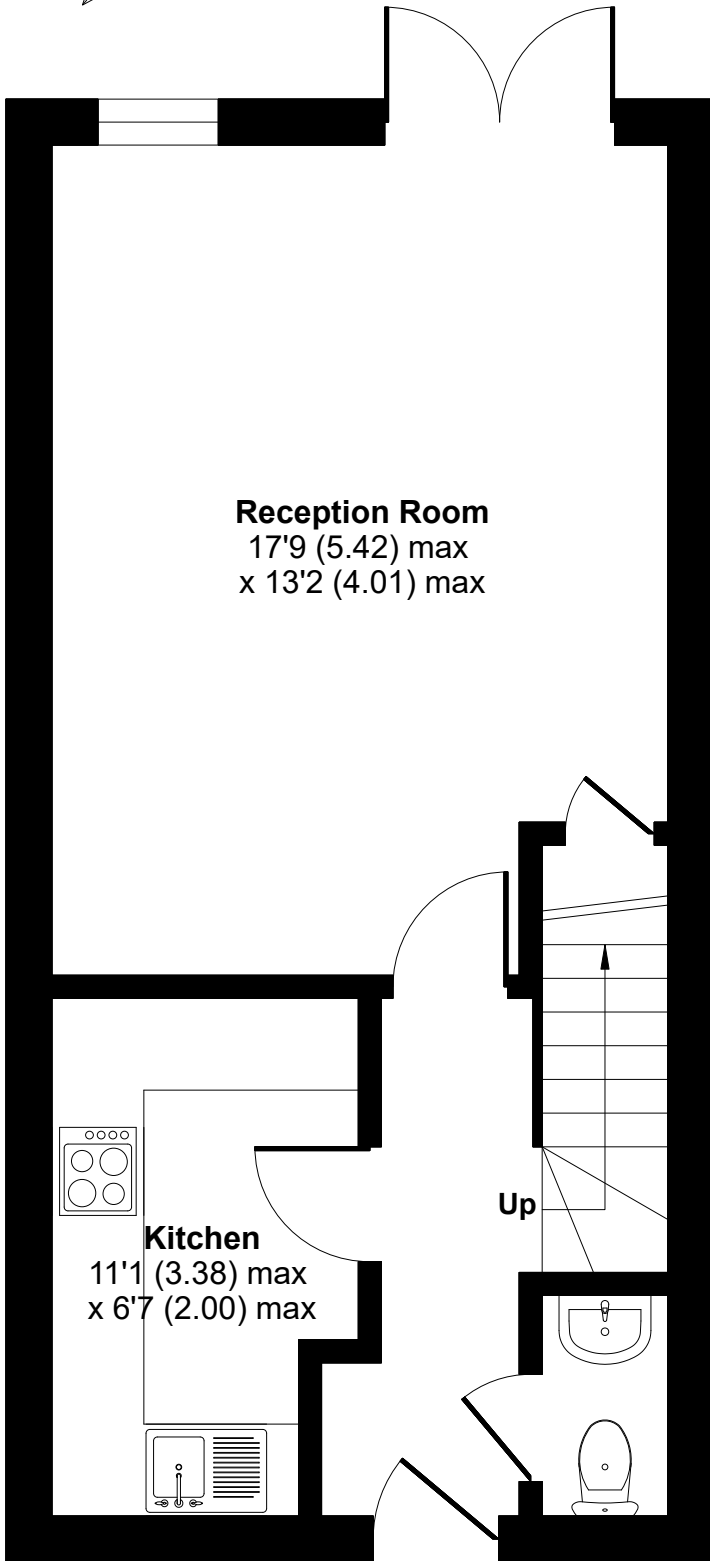 Reception Room
17'9 (5.42) max
x 13'2 (4.01) max
Up
Kitchen
11'1 (3.38) max
x 6'7 (2.00) max